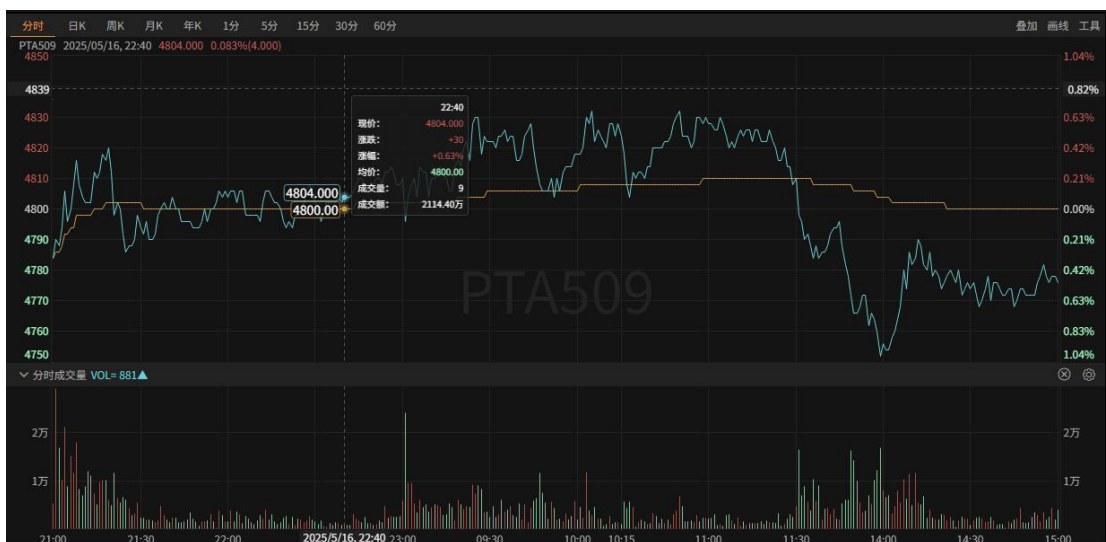 分时 日K 周K 月K 年K 1分 5分 15分 30分 60分 叠加 画线 工具
PTA509 2025/05/16, 22:40 4804.000 0.083%(4.000)
4850 1.04%
4839 0.82%
22:40
现价: 4804.000
4830 0.63%
涨跌: +30
4820 0.42%
涨幅: +0.63%
均价: 4800.00
4810 0.21%
成交量: 9
4804.000
成交额: 2114.40万
4800 4800.00 0.00%
4790 0.21%
4780 0.42%
PTA509
4770 0.63%
4760 0.83%
4750 1.04%
分时成交量 VOL= 881▲
2万 2万
1万 1万
21:00 21:30 22:00 2025/5/16, 22:40 23:00 09:30 10:00 10:15 11:00 11:30 14:00 14:30 15:00